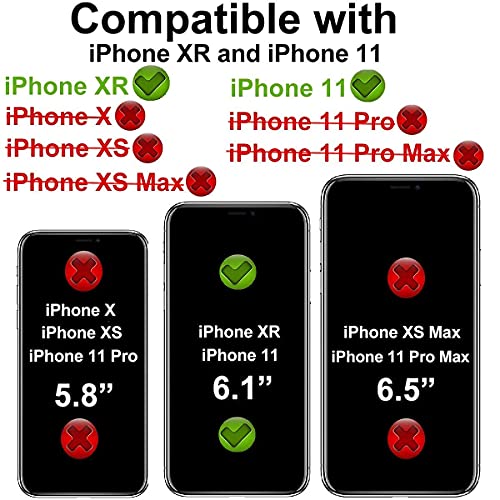 Compatible with
iPhone XR and iPhone 11
iPhone XR
iPhone X
iPhone XS
iPhone XS Max
iPhone 11
iPhone 11 Pro
iPhone 11 Pro Max
iPhone X
iPhone XS
iPhone 11 Pro
5.8”
iPhone XR
iPhone 11
6.1”
iPhone XS Max
iPhone 11 Pro Max
6.5”